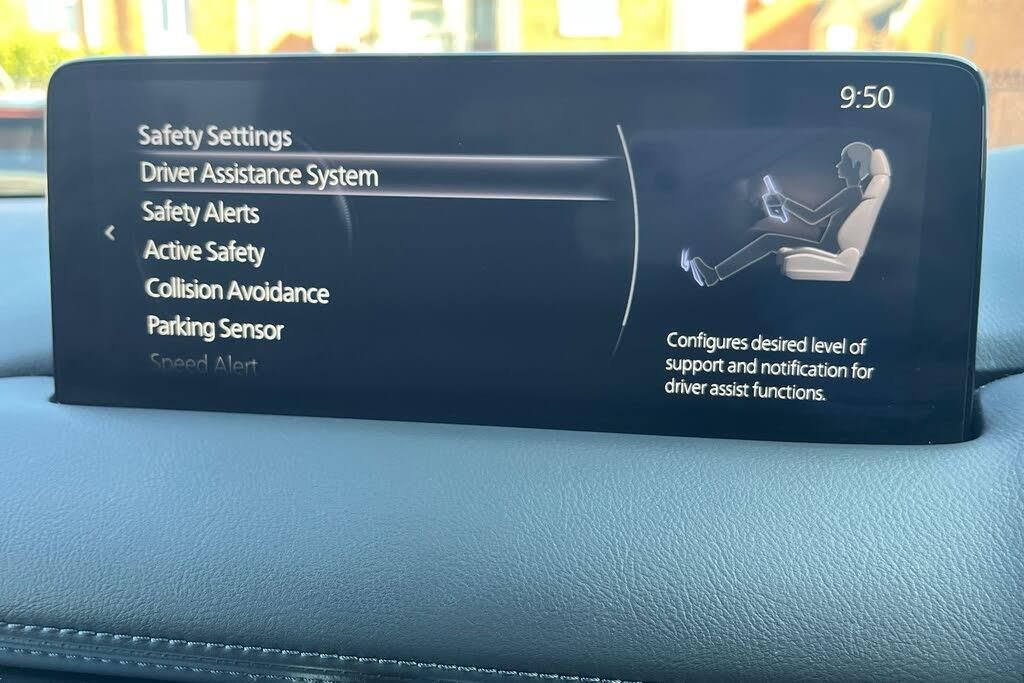 9:50
Safety Settings
Driver Assistance System
Safety Alerts
Active Safety
Collision Avoidance
Parking Sensor
Speed Alert
Configures desired level of
support and notification for
driver assist functions.